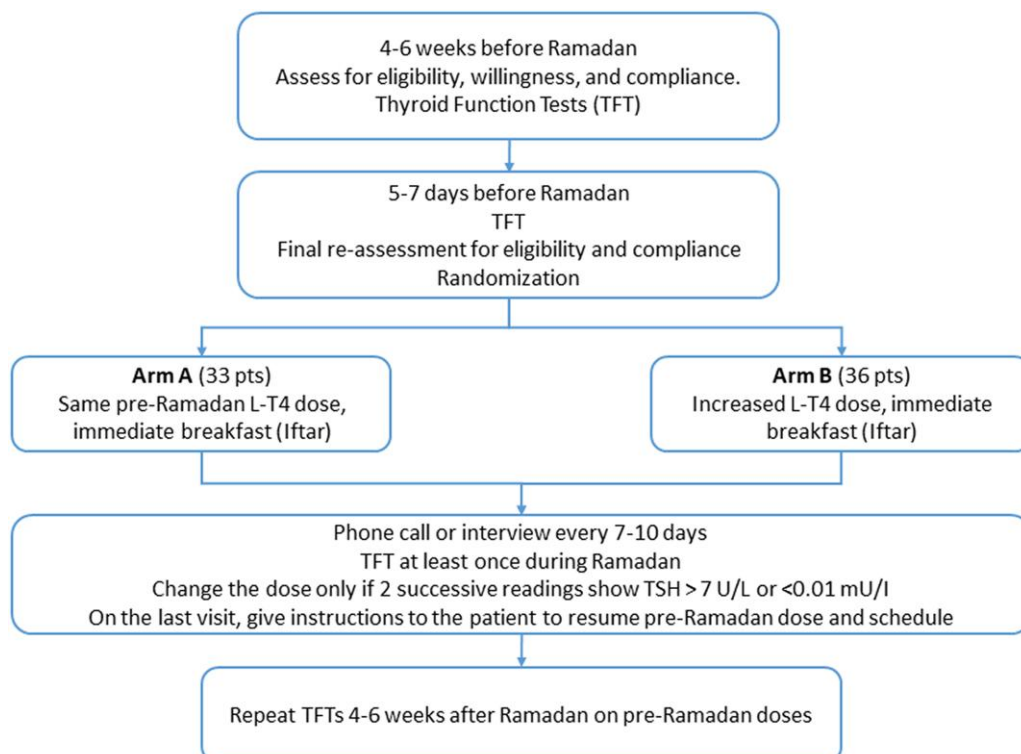 4-6 weeks before Ramadan
Assess for eligibility, willingness, and compliance.
Thyroid Function Tests (TFT)
5-7 days before Ramadan
TFT
Final re-assessment for eligibility and compliance
Randomization
Arm A (33 pts)
Same pre-Ramadan L-T4 dose,
immediate breakfast (Iftar)
Arm B (36 pts)
Increased L-T4 dose, immediate
breakfast (Iftar)
Phone call or interview every 7-10 days
TFT at least once during Ramadan
Change the dose only if 2 successive readings show TSH > 7 U/L or <0.01 mU/l
On the last visit, give instructions to the patient to resume pre-Ramadan dose and schedule
Repeat TFTs 4-6 weeks after Ramadan on pre-Ramadan doses